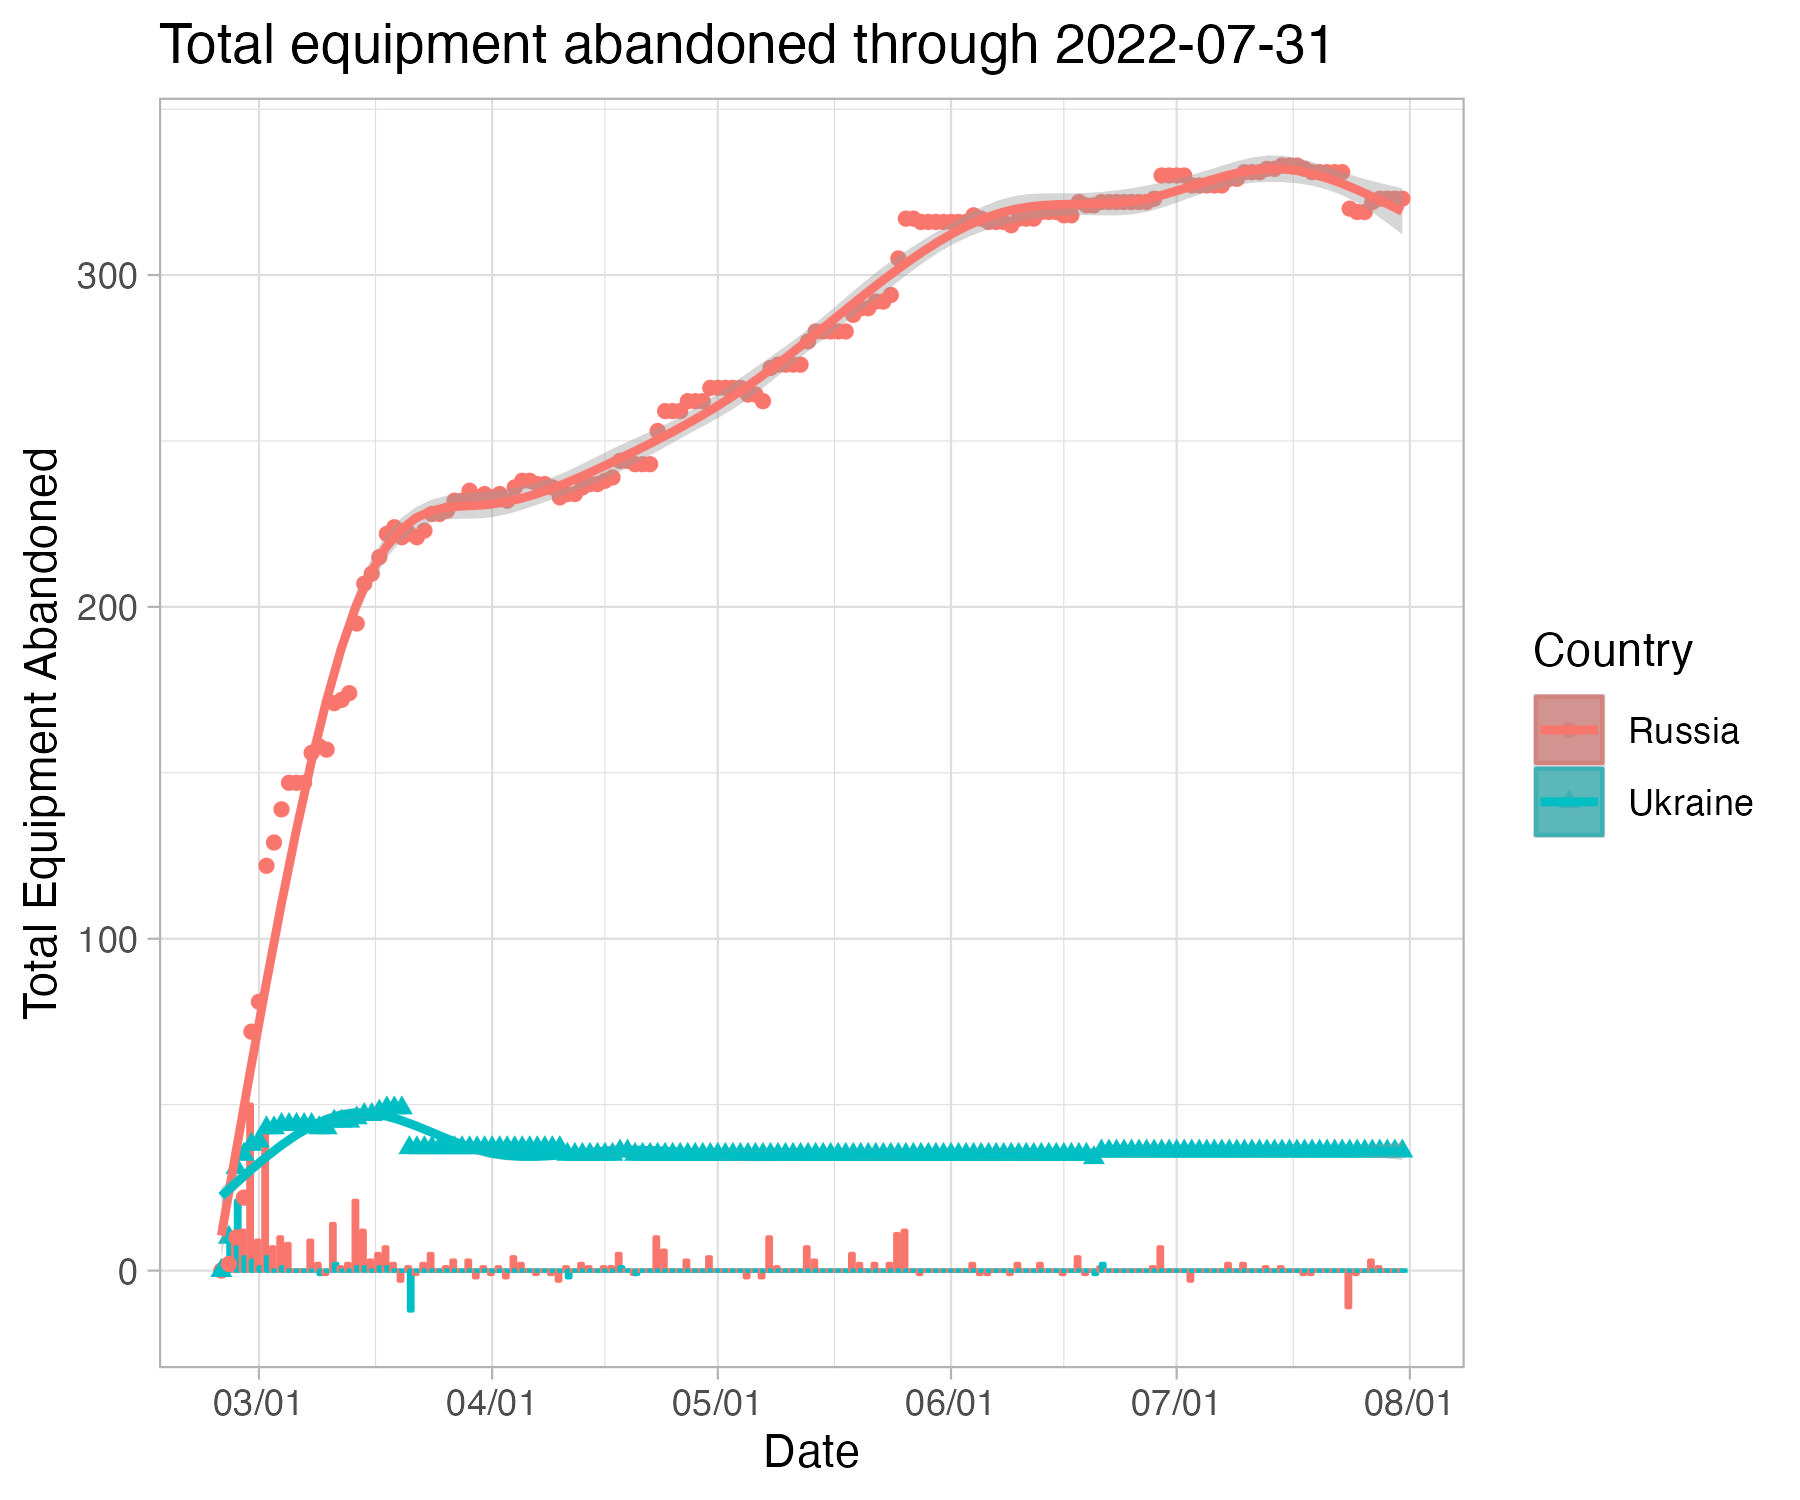 Total equipment abandoned through 2022-07-31
Total Equipment Abandoned
300
200
100
0
03/01 04/01 05/01 06/01 07/01 08/01
Date
Country
Russia
Ukraine